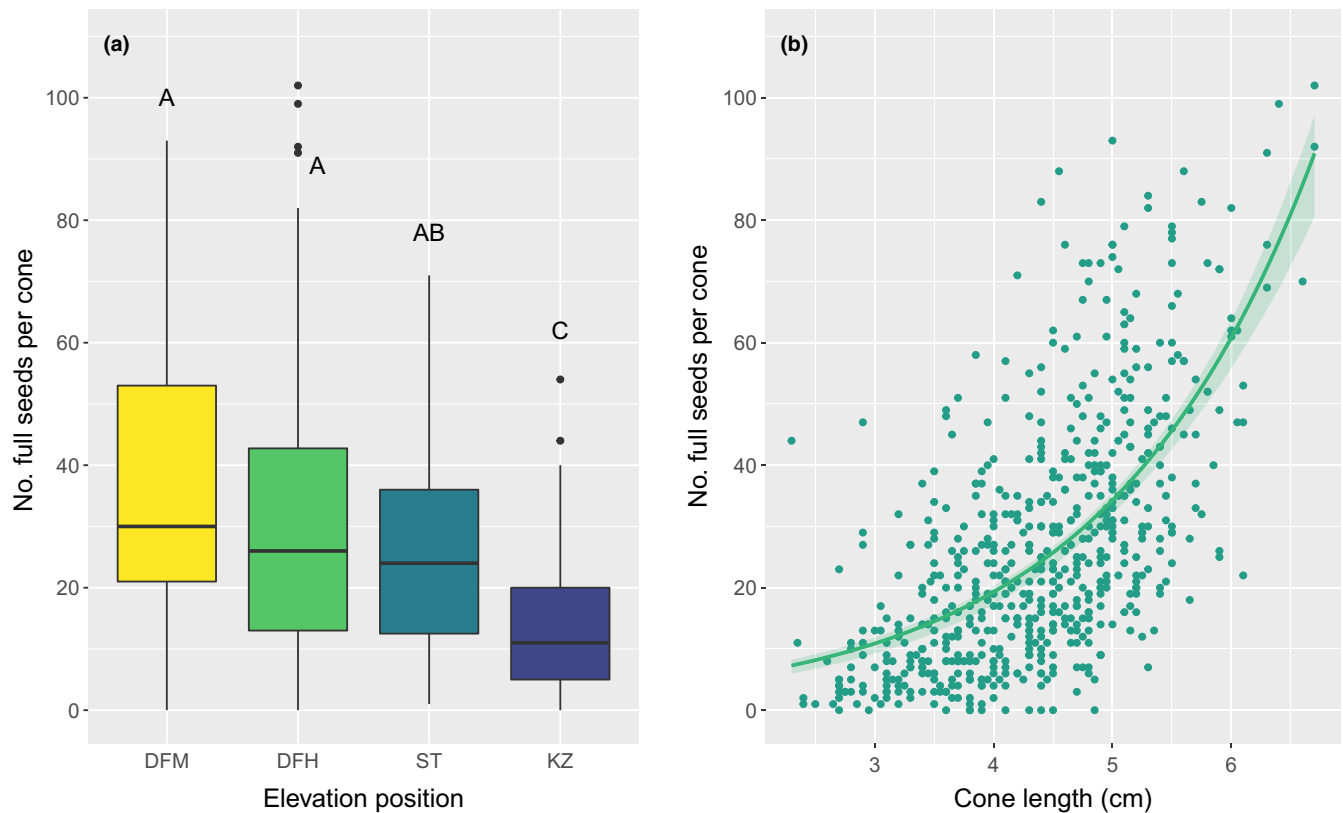 (a)
No. full seeds per cone
100
80
60
40
20
0
A
A
AB
C
DFM DFH ST KZ
Elevation position
(b)
No. full seeds per cone
100
80
60
40
20
0
3 4 5 6
Cone length (cm)